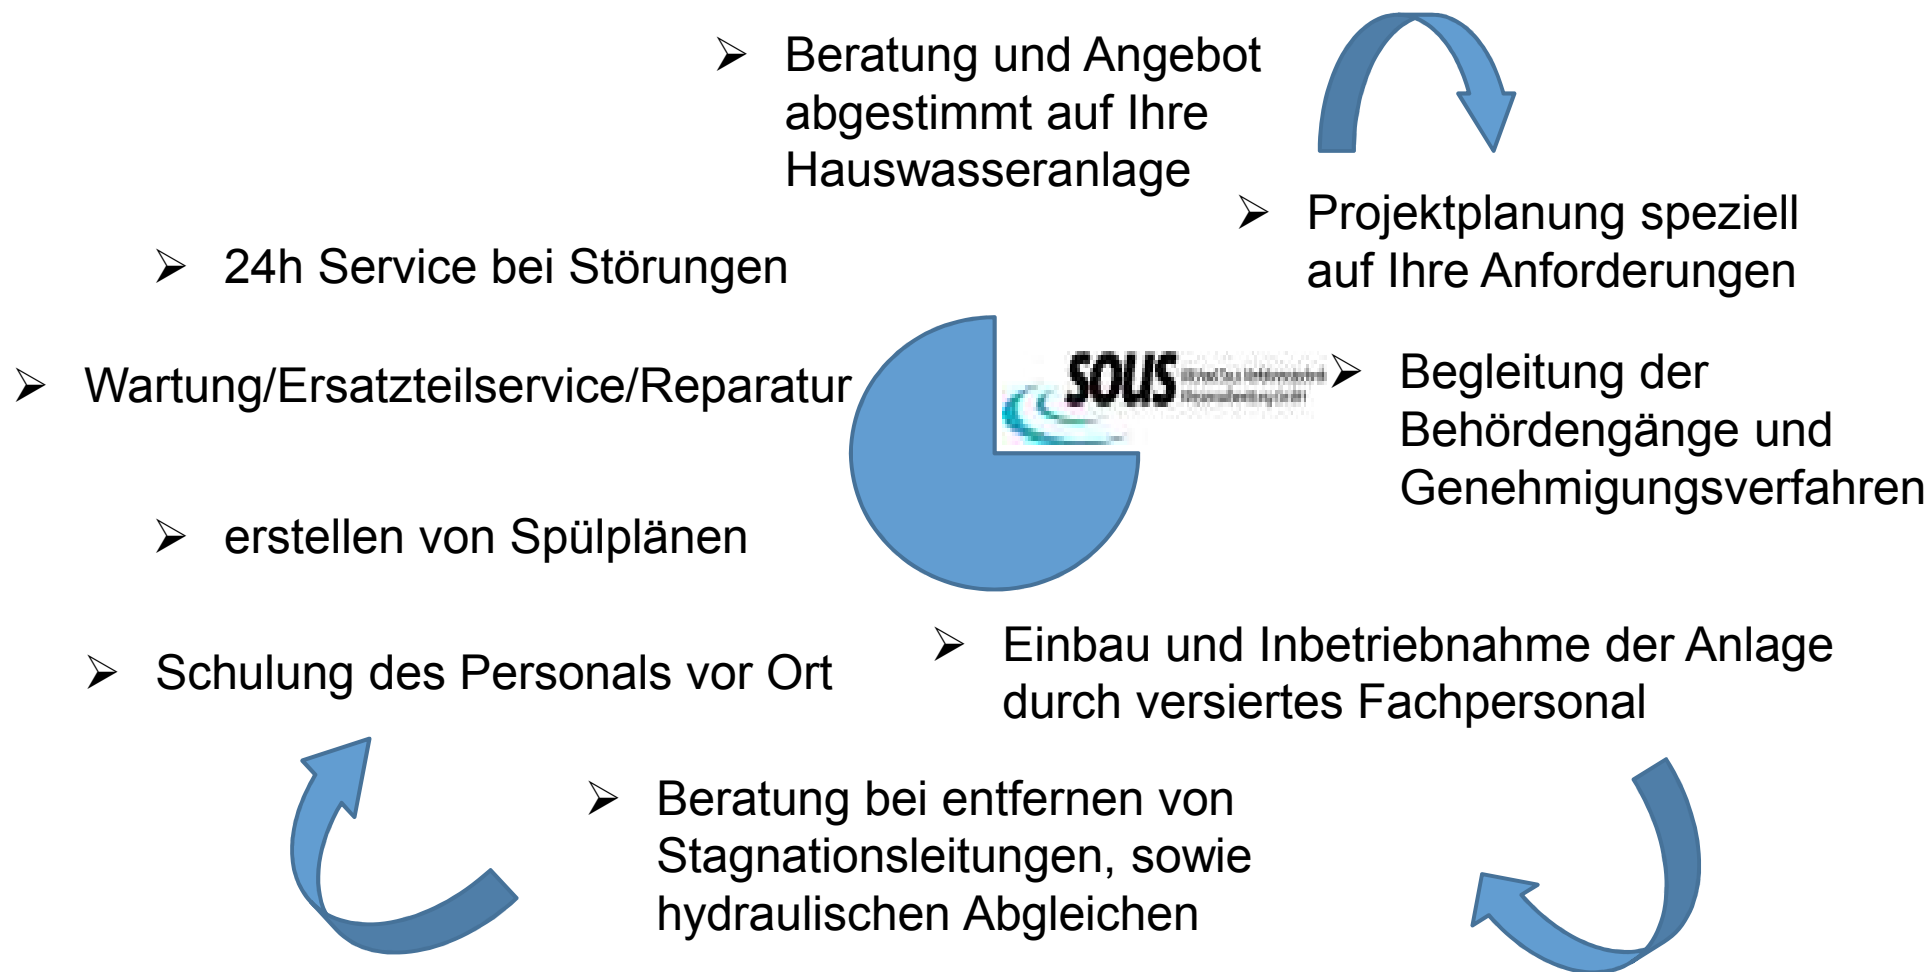 Beratung und Angebot
abgestimmt auf Ihre
Hauswasseranlage
Projektplanung speziell
auf Ihre Anforderungen
Begleitung der
Behördengänge und
Genehmigungsverfahren
Einbau und Inbetriebnahme der Anlage
durch versiertes Fachpersonal
Beratung bei entfernen von
Stagnationsleitungen, sowie
hydraulischen Abgleichen
Schulung des Personals vor Ort
erstellen von Spülplänen
Wartung/Ersatzteilservice/Reparatur
24h Service bei Störungen
SOUS